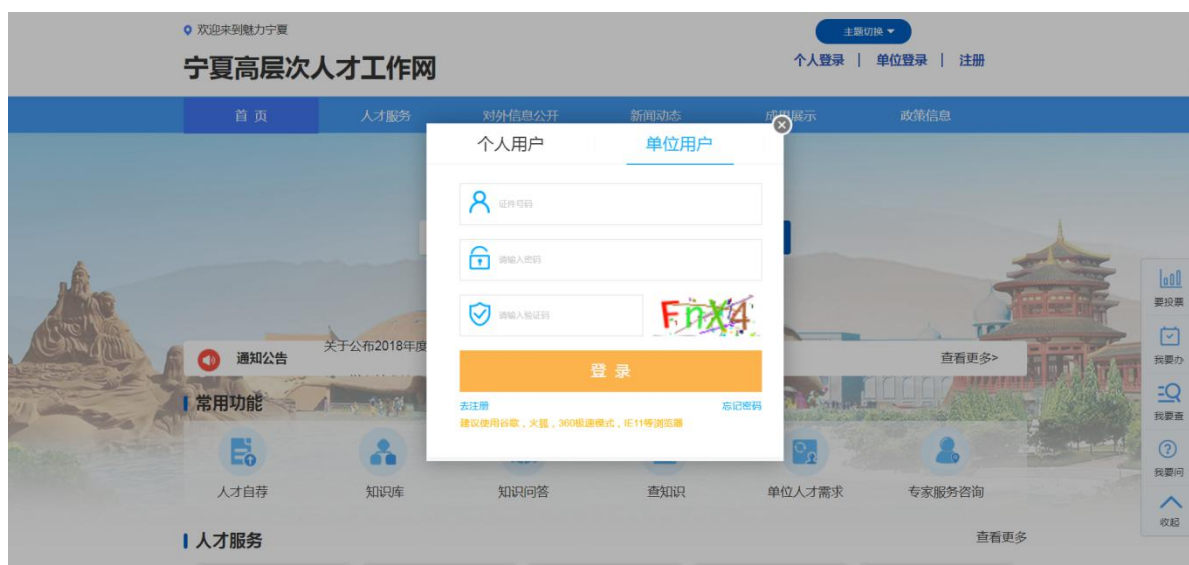 欢迎来到魅力宁夏
主题切换
宁夏高层次人才工作网
个人登录 | 单位登录 | 注册
首 页 人才服务 对外信息公开 新闻动态 成果展示 政策信息
个人用户 单位用户
证件号码
请输入密码
请输入验证码 FnX4
登 录
去注册 忘记密码
建议使用谷歌，火狐，360极速模式，IE11等浏览器
通知公告 关于公布2018年度 查看更多>
常用功能
人才自荐 知识库 知识问答 查知识 单位人才需求 专家服务咨询
人才服务 查看更多
要投票
我要办
我要查
我要问
收起